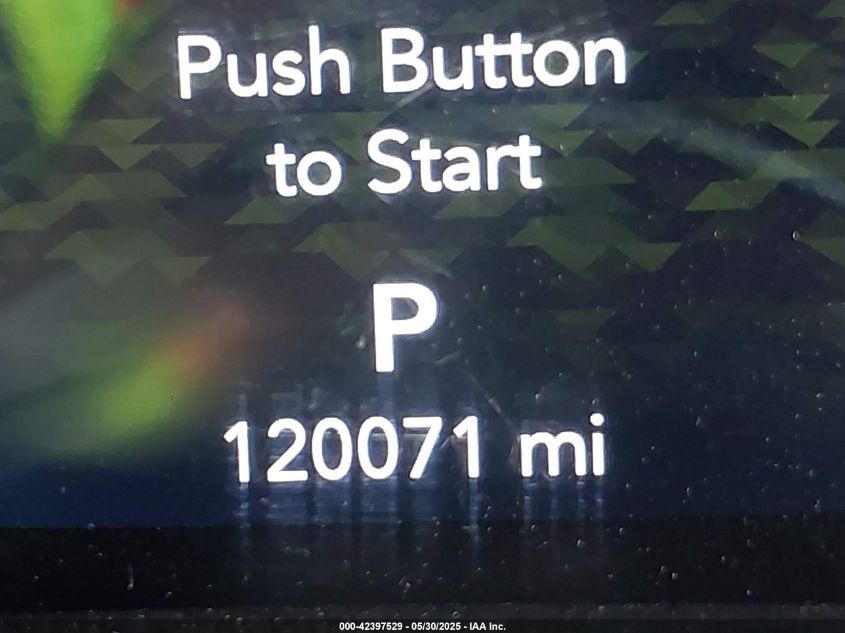 Push Button
to Start
P
120071 mi
000-42397529 - 05/30/2025 - IAA Inc.